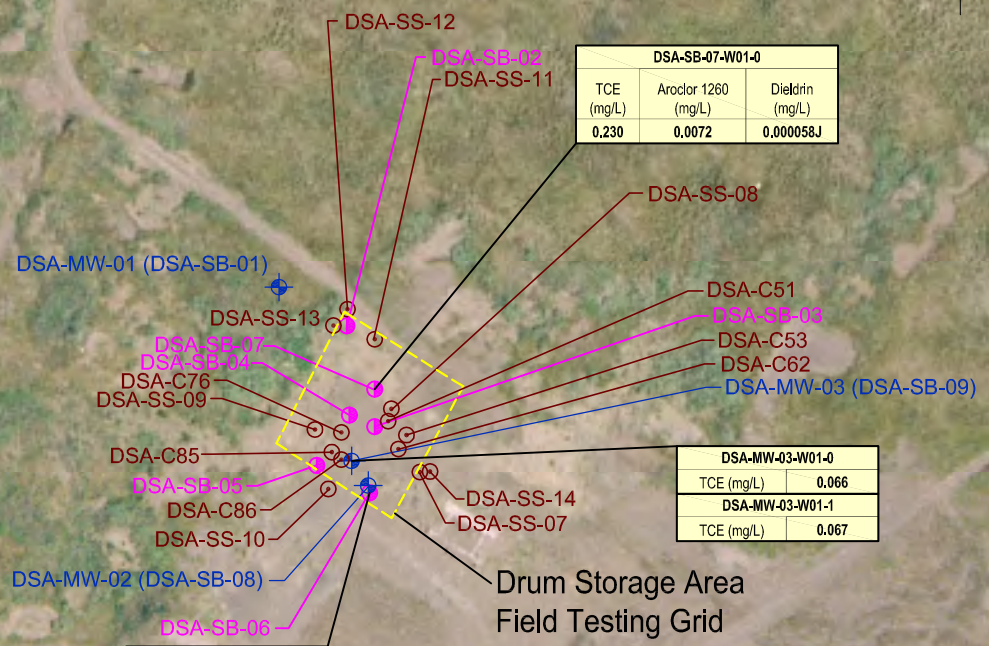 DSA-SS-12
DSA-SB-02
DSA-SS-11
DSA-SB-07-W01-0
TCE (mg/L)
Aroclor 1260 (mg/L)
Dieldrin (mg/L)
0.230
0.0072
0.000058J
DSA-SS-08
DSA-MW-01 (DSA-SB-01)
DSA-C51
DSA-SS-13
DSA-SB-03
DSA-SB-07
DSA-C53
DSA-SB-04
DSA-C62
DSA-C76
DSA-MW-03 (DSA-SB-09)
DSA-SS-09
DSA-C85
DSA-MW-03-W01-0
TCE (mg/L) 0.066
DSA-MW-03-W01-1
TCE (mg/L) 0.067
DSA-SB-05
DSA-SS-14
DSA-C86
DSA-SS-07
DSA-SS-10
DSA-MW-02 (DSA-SB-08)
Drum Storage Area
Field Testing Grid
DSA-SB-06